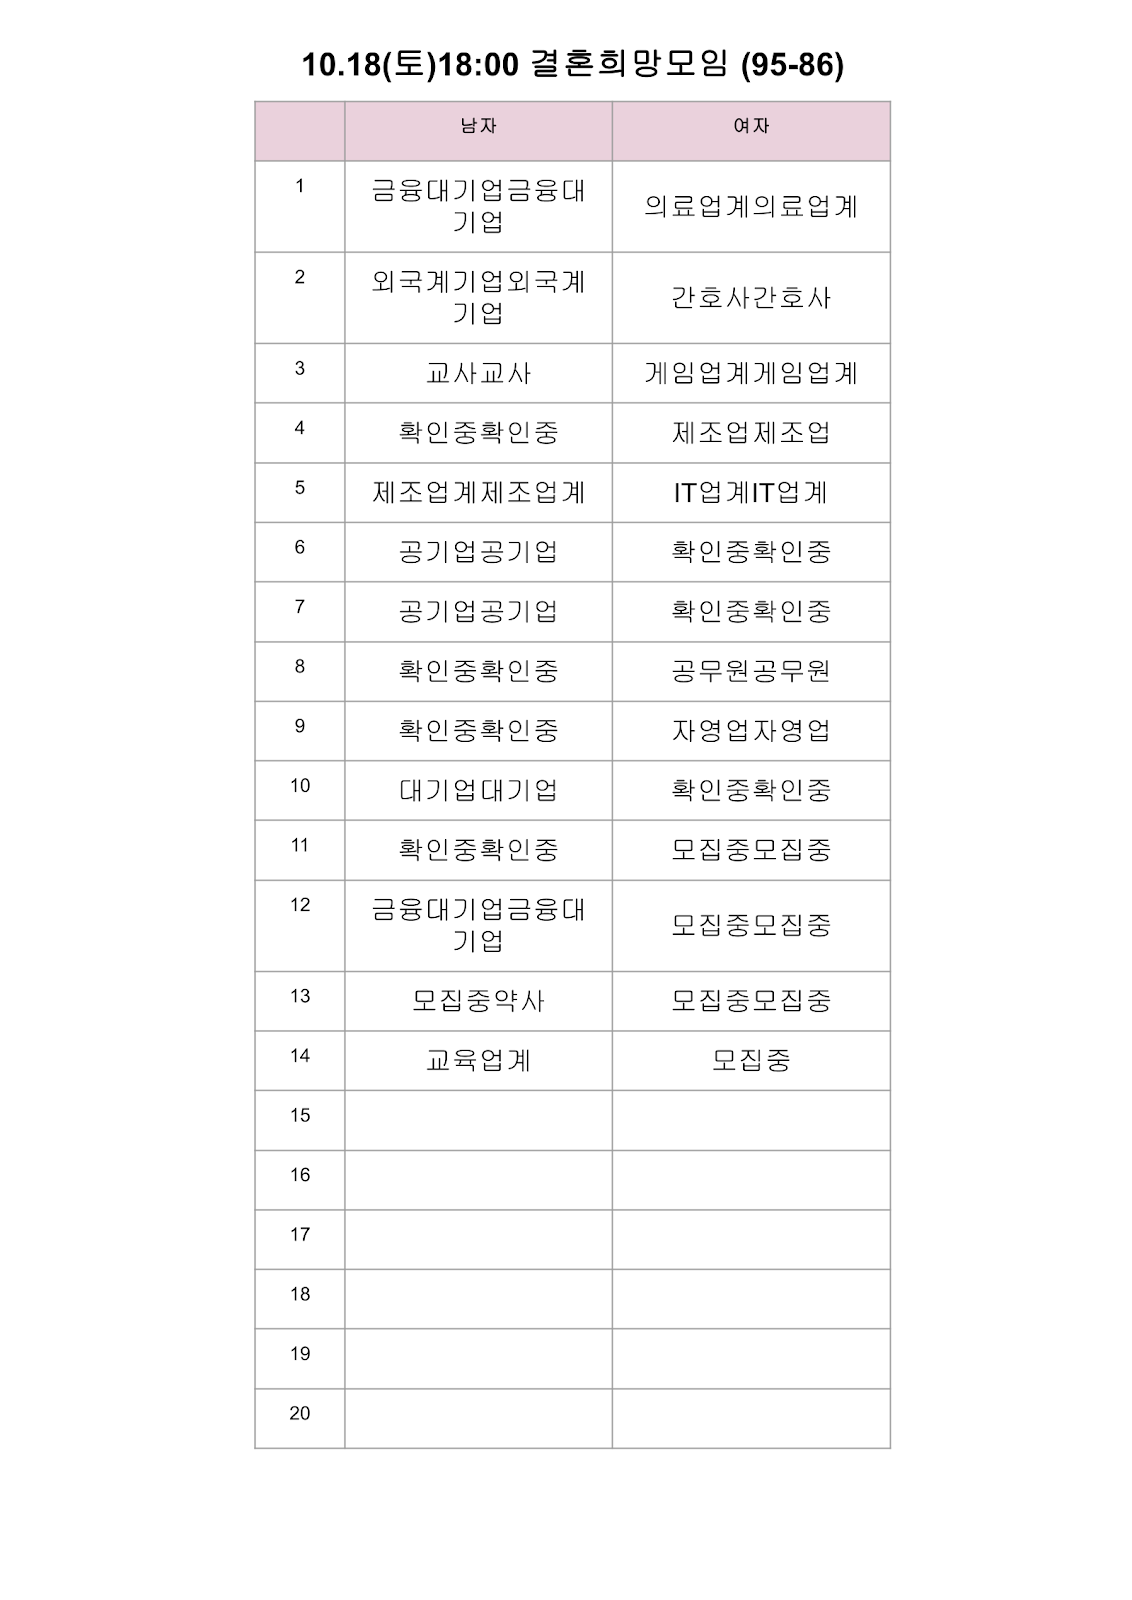 10.18(토)18:00 결혼희망모임 (95-86)
남자 여자
1 금융대기업금융대
기업 의료업계의료업계
2 외국계기업외국계
기업 간호사간호사
3 교사교사 게임업계게임업계
4 확인중확인중 제조업제조업
5 제조업계제조업계 IT업계IT업계
6 공기업공기업 확인중확인중
7 공기업공기업 확인중확인중
8 확인중확인중 공무원공무원
9 확인중확인중 자영업자영업
10 대기업대기업 확인중확인중
11 확인중확인중 모집중모집중
12 금융대기업금융대
기업 모집중모집중
13 모집중약사 모집중모집중
14 교육업계 모집중
15
16
17
18
19
20